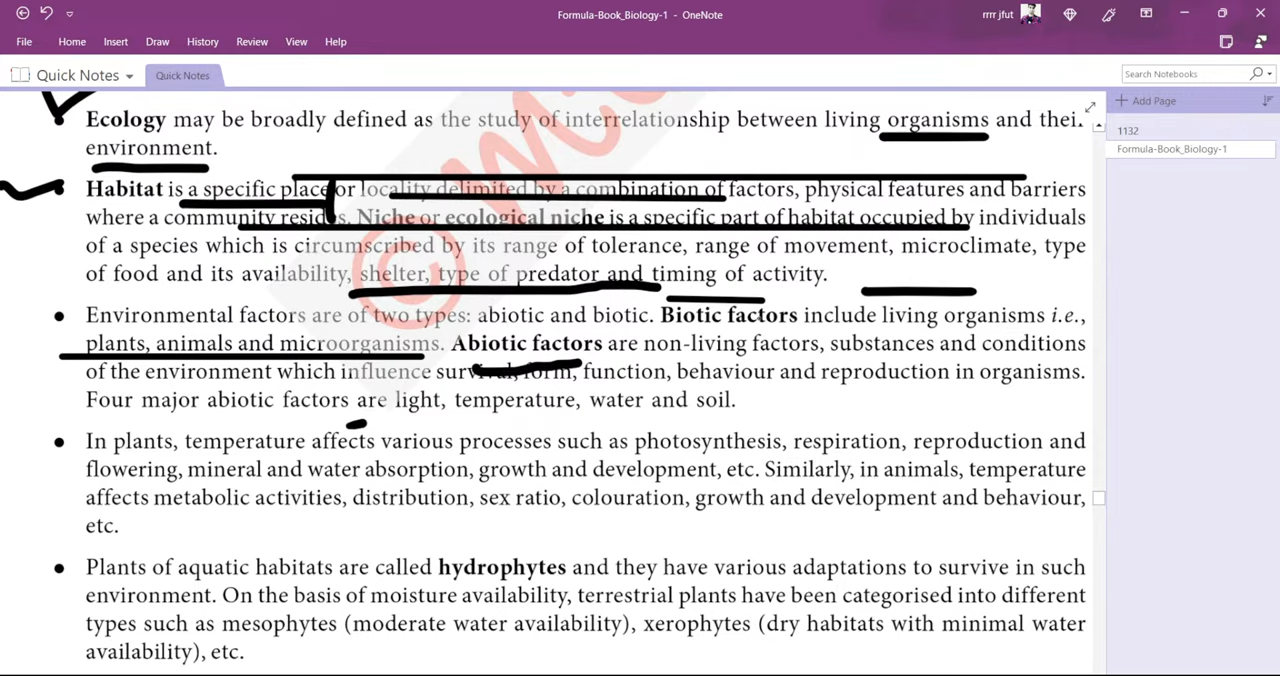 Formula-Book_Biology-1 - OneNote
rrrr jfut
File Home Insert Draw History Review View Help
Quick Notes Quick Notes
Search Notebooks
Add Page
1132
Formula-Book_Biology-1
Ecology may be broadly defined as the study of interrelationship between living organisms and their
environment.
Habitat is a specific place or locality delimited by a combination of factors, physical features and barriers
where a community resides. Niche or ecological niche is a specific part of habitat occupied by individuals
of a species which is circumscribed by its range of tolerance, range of movement, microclimate, type
of food and its availability, shelter, type of predator and timing of activity.
● Environmental factors are of two types: abiotic and biotic. Biotic factors include living organisms i.e.,
plants, animals and microorganisms. Abiotic factors are non-living factors, substances and conditions
of the environment which influence survival, form, function, behaviour and reproduction in organisms.
Four major abiotic factors are light, temperature, water and soil.
● In plants, temperature affects various processes such as photosynthesis, respiration, reproduction and
flowering, mineral and water absorption, growth and development, etc. Similarly, in animals, temperature
affects metabolic activities, distribution, sex ratio, colouration, growth and development and behaviour,
etc.
● Plants of aquatic habitats are called hydrophytes and they have various adaptations to survive in such
environment. On the basis of moisture availability, terrestrial plants have been categorised into different
types such as mesophytes (moderate water availability), xerophytes (dry habitats with minimal water
availability), etc.